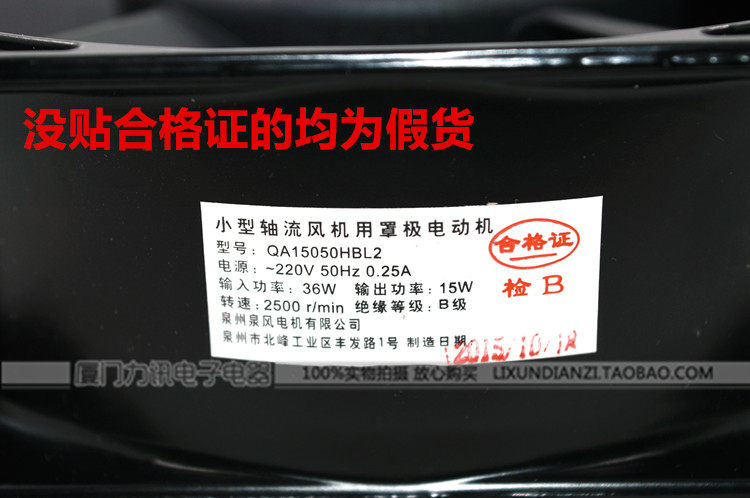 没贴合格证的均为假货
小型轴流风机用罩极电动机
型号：QA15050HBL2
电源：~220V 50Hz 0.25A
输入功率：36W 输出功率：15W
转速：2500 r/min 绝缘等级：B级
泉州泉风电机有限公司
泉州市北峰工业区丰发路1号 制造日期
合格证
检 B
厦门力讯电子电器 100%实物拍摄 放心购买 LIXUNDIANZI.TAOBAO.COM